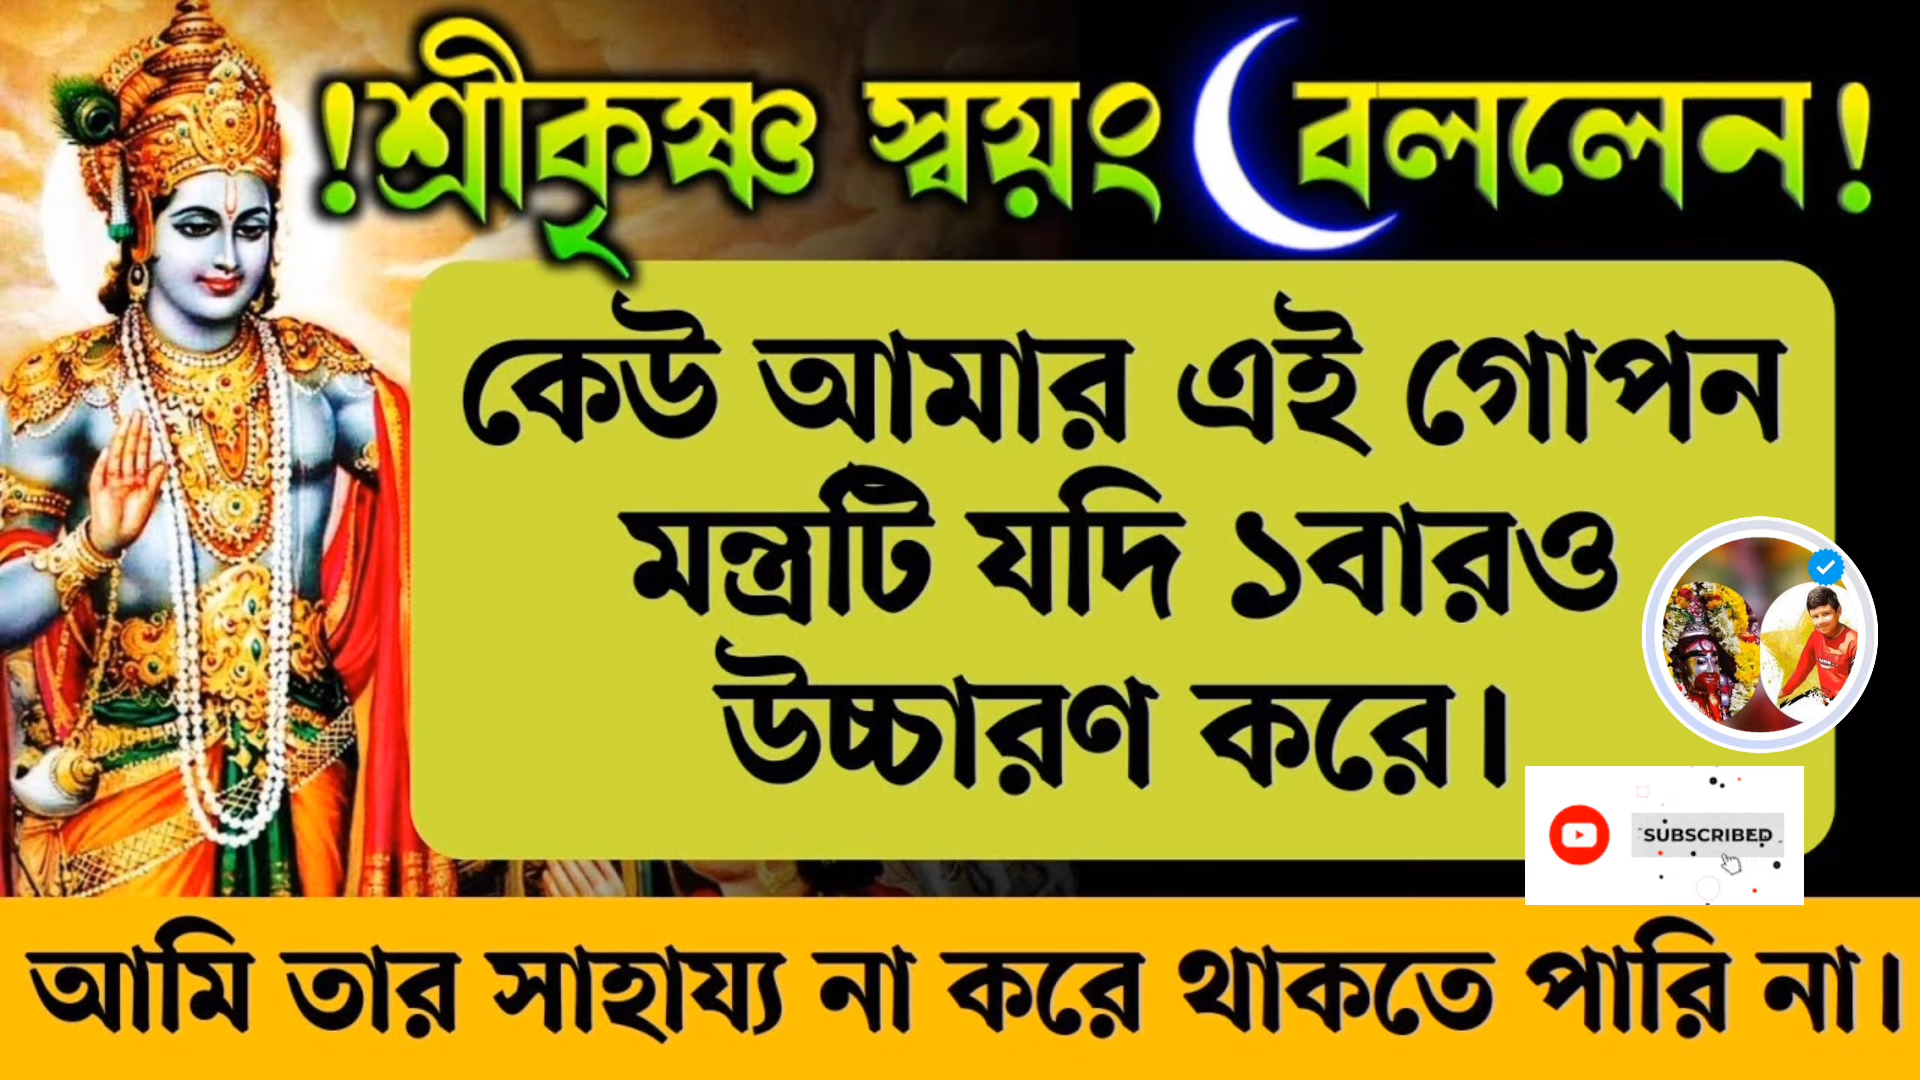 !শ্রীকৃষ্ণ স্বয়ং বললেন!
কেউ আমার এই গোপন
মন্ত্রটি যদি ১বারও
উচ্চারণ করে।
SUBSCRIBED
আমি তার সাহায্য না করে থাকতে পারি না।